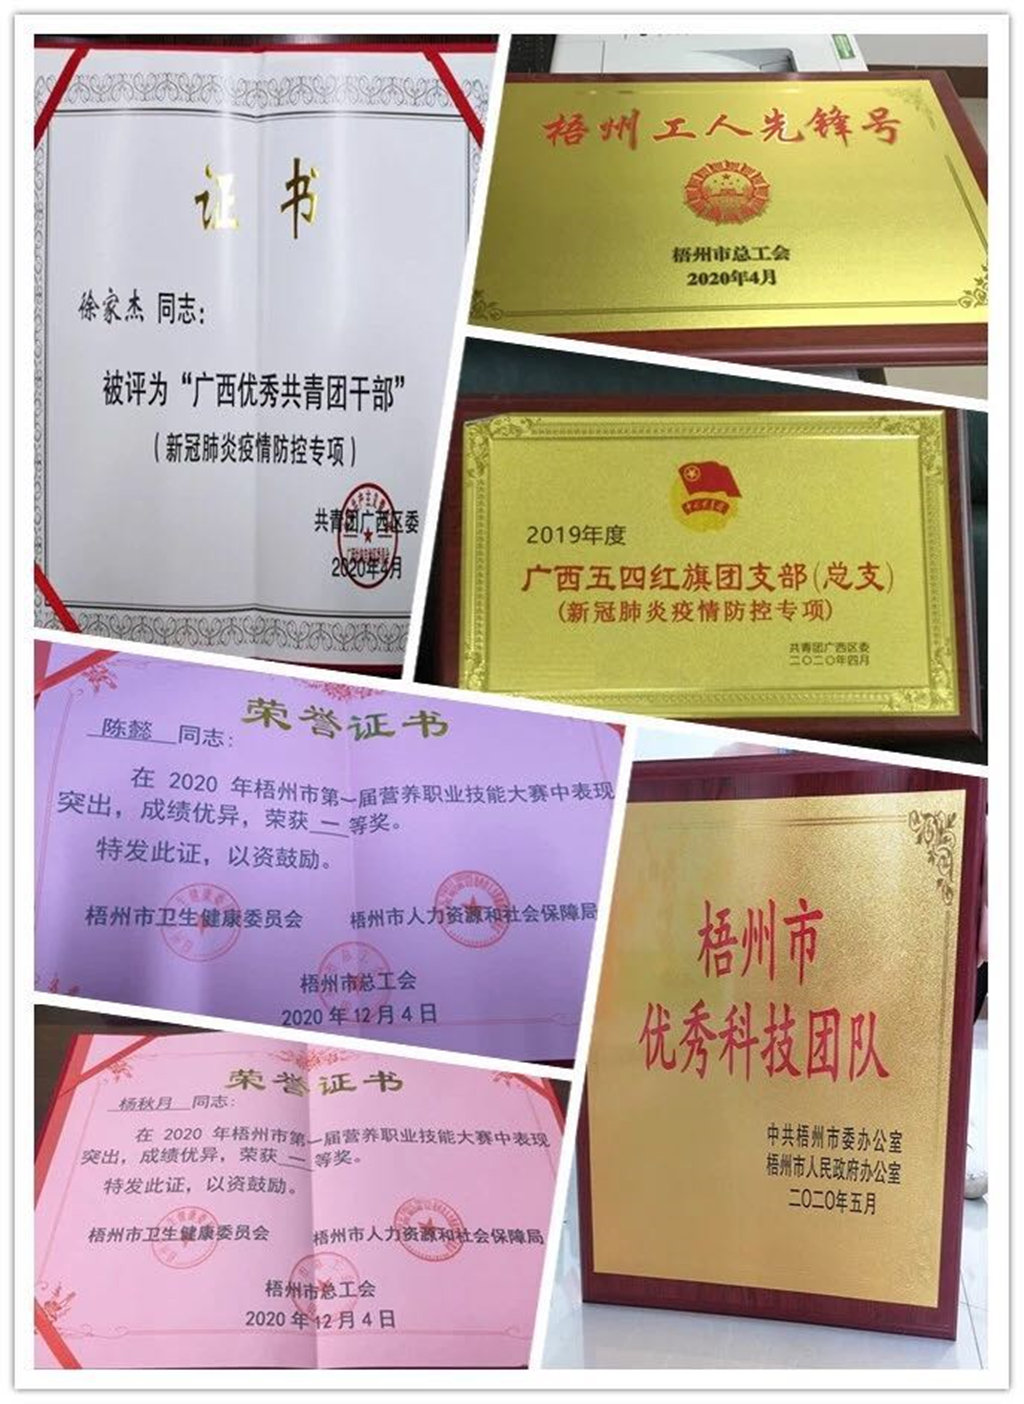 证书
徐家杰 同志：
被评为“广西优秀共青团干部”
（新冠肺炎疫情防控专项）
共青团广西区委
2020年4月
梧州工人先锋号
梧州市总工会
2020年4月
2019年度
广西五四红旗团支部(总支)
(新冠肺炎疫情防控专项)
共青团广西区委
二〇二〇年四月
荣誉证书
陈懿 同志：
在 2020 年梧州市第一届营养职业技能大赛中表现
突出，成绩优异，荣获 一 等奖。
特发此证，以资鼓励。
梧州市卫生健康委员会 梧州市人力资源和社会保障局
梧州市总工会
2020 年 12 月 4 日
荣誉证书
杨秋月 同志：
在 2020 年梧州市第一届营养职业技能大赛中表现
突出，成绩优异，荣获 一 等奖。
特发此证，以资鼓励。
梧州市卫生健康委员会 梧州市人力资源和社会保障局
梧州市总工会
2020 年 12 月 4 日
梧州市
优秀科技团队
中共梧州市委办公室
梧州市人民政府办公室
二〇二〇年五月